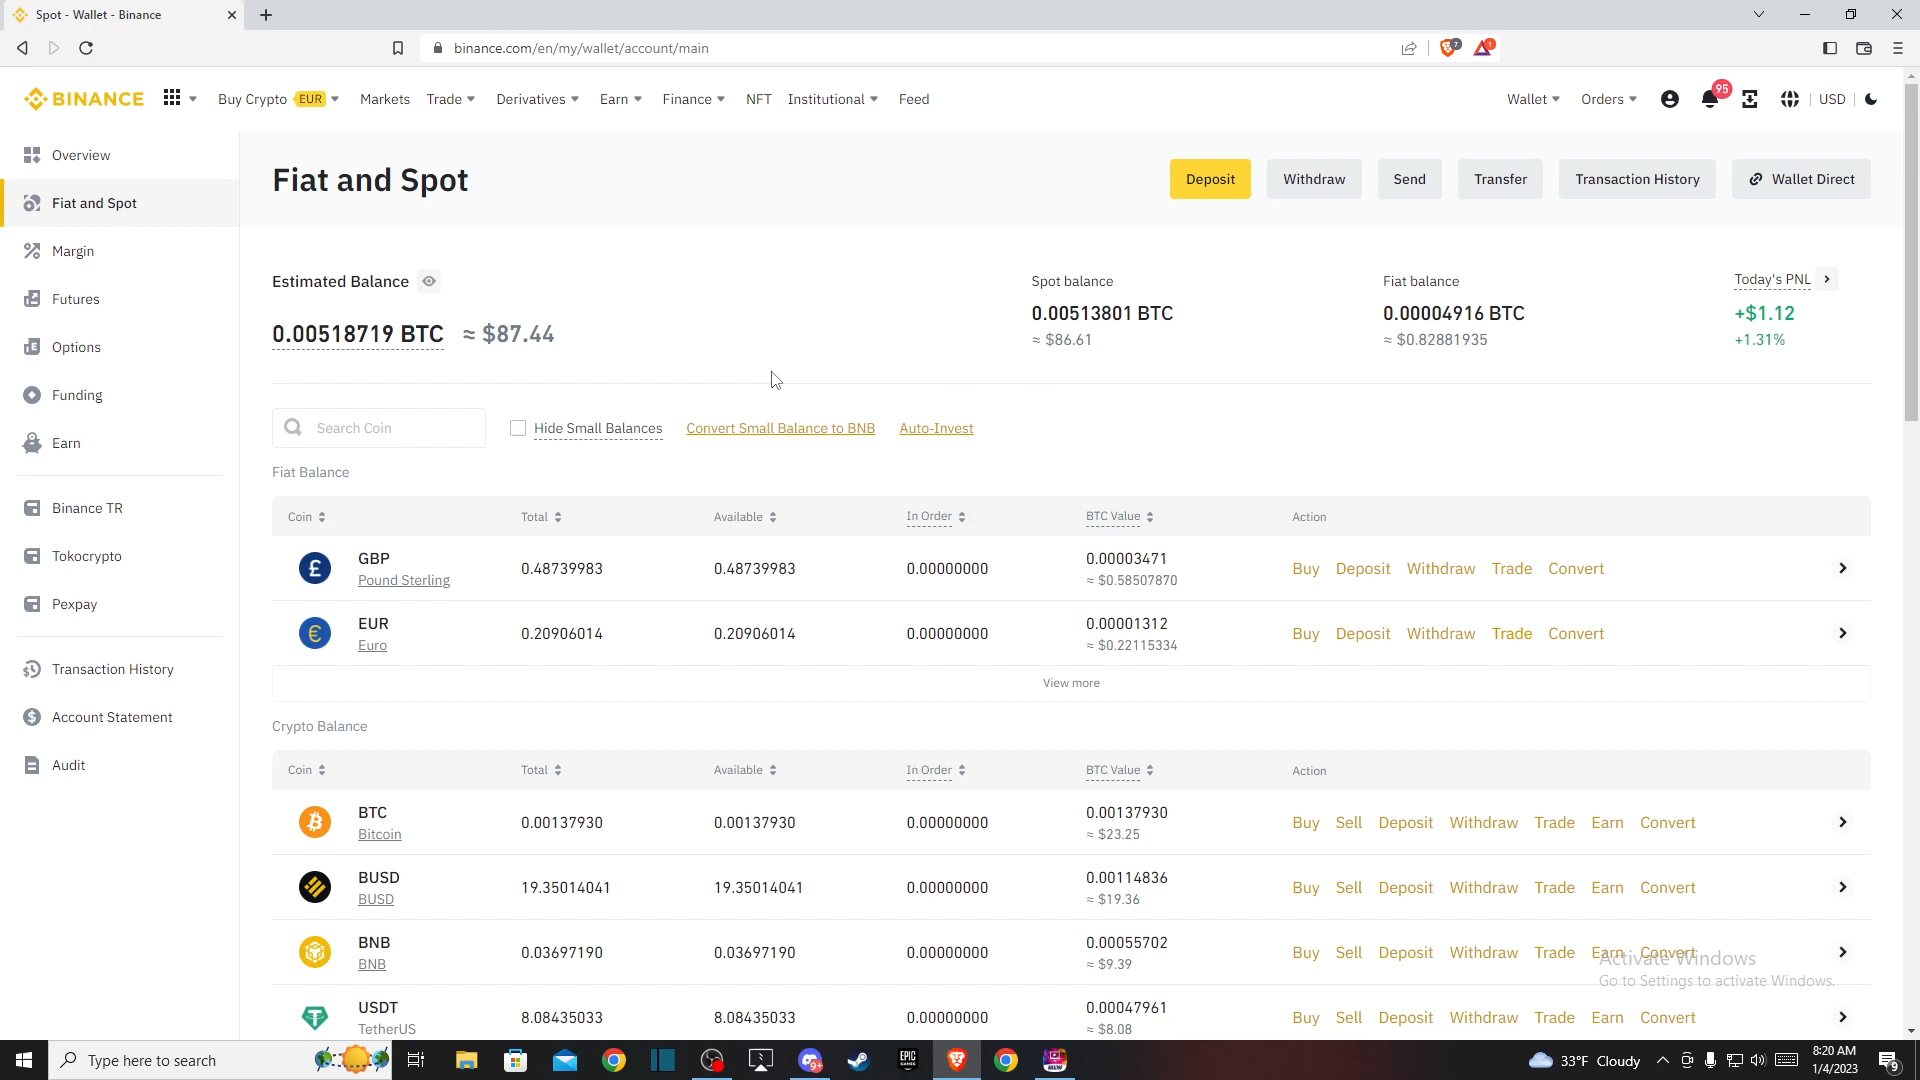 Spot - Wallet - Binance
binance.com/en/my/wallet/account/main
7
1
BINANCE
Buy Crypto EUR Markets Trade Derivatives Earn Finance NFT Institutional Feed
Wallet Orders 95 USD
Overview
Fiat and Spot
Margin
Futures
Options
Funding
Earn
Binance TR
Tokocrypto
Pexpay
Transaction History
Account Statement
Audit
Fiat and Spot
Deposit Withdraw Send Transfer Transaction History Wallet Direct
Estimated Balance
0.00518719 BTC ≈ $87.44
Spot balance
0.00513801 BTC
≈ $86.61
Fiat balance
0.00004916 BTC
≈ $0.82881935
Today's PNL
+$1.12
+1.31%
Search Coin Hide Small Balances Convert Small Balance to BNB Auto-Invest
Fiat Balance
Coin Total Available In Order BTC Value Action
GBP
Pound Sterling
0.48739983 0.48739983 0.00000000
0.00003471
≈ $0.58507870
Buy Deposit Withdraw Trade Convert
EUR
Euro
0.20906014 0.20906014 0.00000000
0.00001312
≈ $0.22115334
Buy Deposit Withdraw Trade Convert
View more
Crypto Balance
Coin Total Available In Order BTC Value Action
BTC
Bitcoin
0.00137930 0.00137930 0.00000000
0.00137930
≈ $23.25
Buy Sell Deposit Withdraw Trade Earn Convert
BUSD
BUSD
19.35014041 19.35014041 0.00000000
0.00114836
≈ $19.36
Buy Sell Deposit Withdraw Trade Earn Convert
BNB
BNB
0.03697190 0.03697190 0.00000000
0.00055702
≈ $9.39
Buy Sell Deposit Withdraw Trade Earn Convert
USDT
TetherUS
8.08435033 8.08435033 0.00000000
0.00047961
≈ $8.08
Buy Sell Deposit Withdraw Trade Earn Convert
Activate Windows
Go to Settings to activate Windows.
Type here to search
9+
EPIC
GAMES
33°F Cloudy
8:20 AM
1/4/2023
9